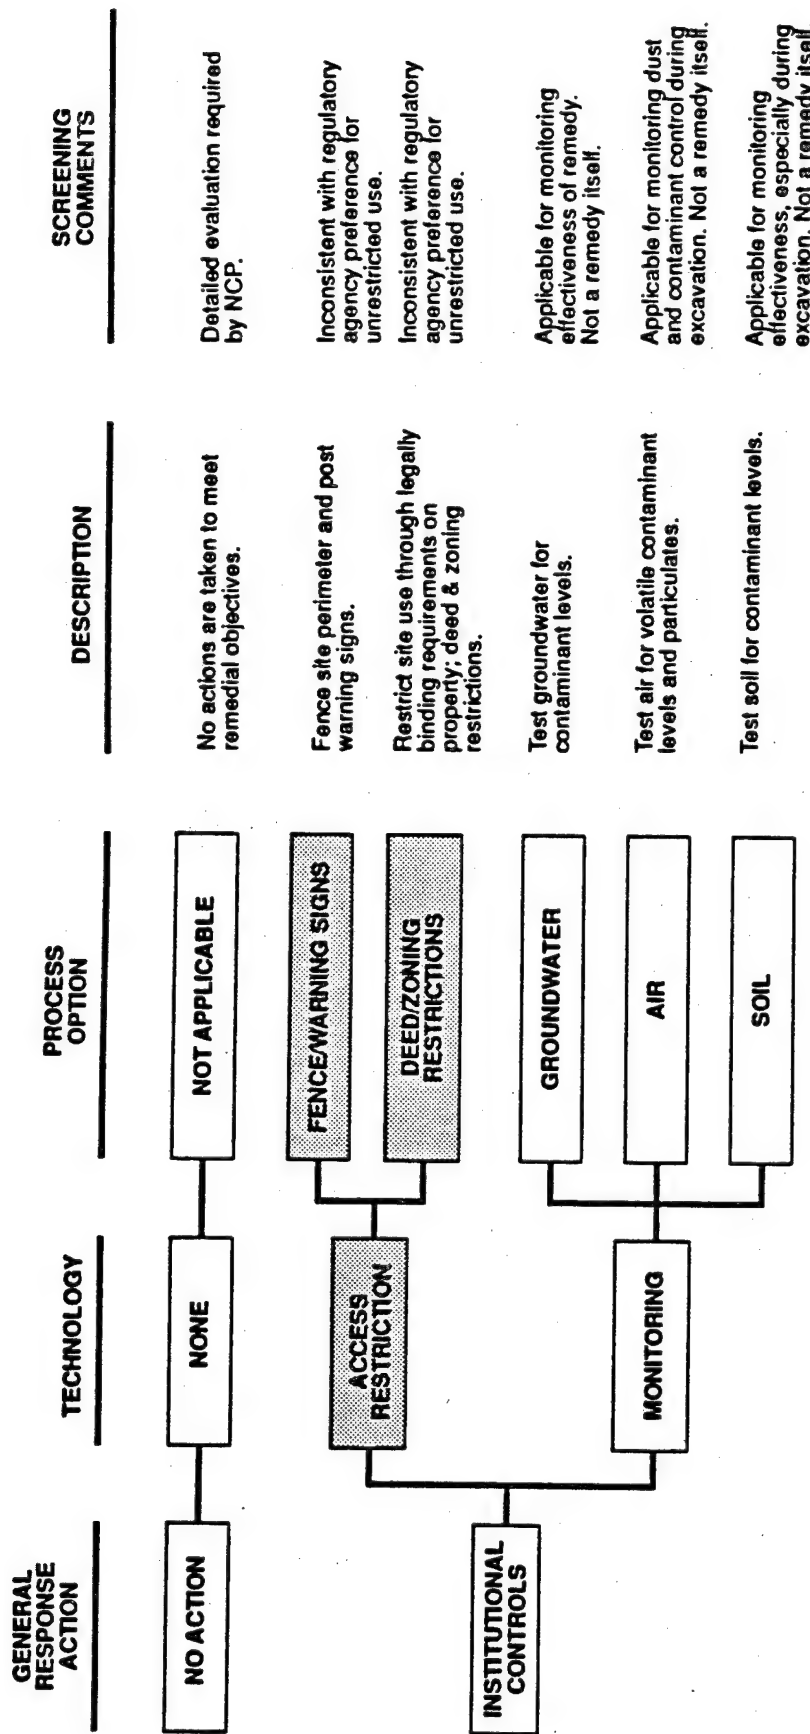 GENERAL
RESPONSE
ACTION
TECHNOLOGY
PROCESS
OPTION
DESCRIPTION
SCREENING
COMMENTS
NO ACTION
NONE
NOT APPLICABLE
No actions are taken to meet
remedial objectives.
Detailed evaluation required
by NCP.
INSTITUTIONAL
CONTROLS
ACCESS
RESTRICTION
FENCE/WARNING SIGNS
Fence site perimeter and post
warning signs.
Inconsistent with regulatory
agency preference for
unrestricted use.
DEED/ZONING
RESTRICTIONS
Restrict site use through legally
binding requirements on
property; deed & zoning
restrictions.
Inconsistent with regulatory
agency preference for
unrestricted use.
MONITORING
GROUNDWATER
Test groundwater for
contaminant levels.
Applicable for monitoring
effectiveness of remedy.
Not a remedy itself.
AIR
Test air for volatile contaminant
levels and particulates.
Applicable for monitoring dust
and contaminant control during
excavation. Not a remedy itself.
SOIL
Test soil for contaminant levels.
Applicable for monitoring
effectiveness, especially during
excavation. Not a remedy itself.